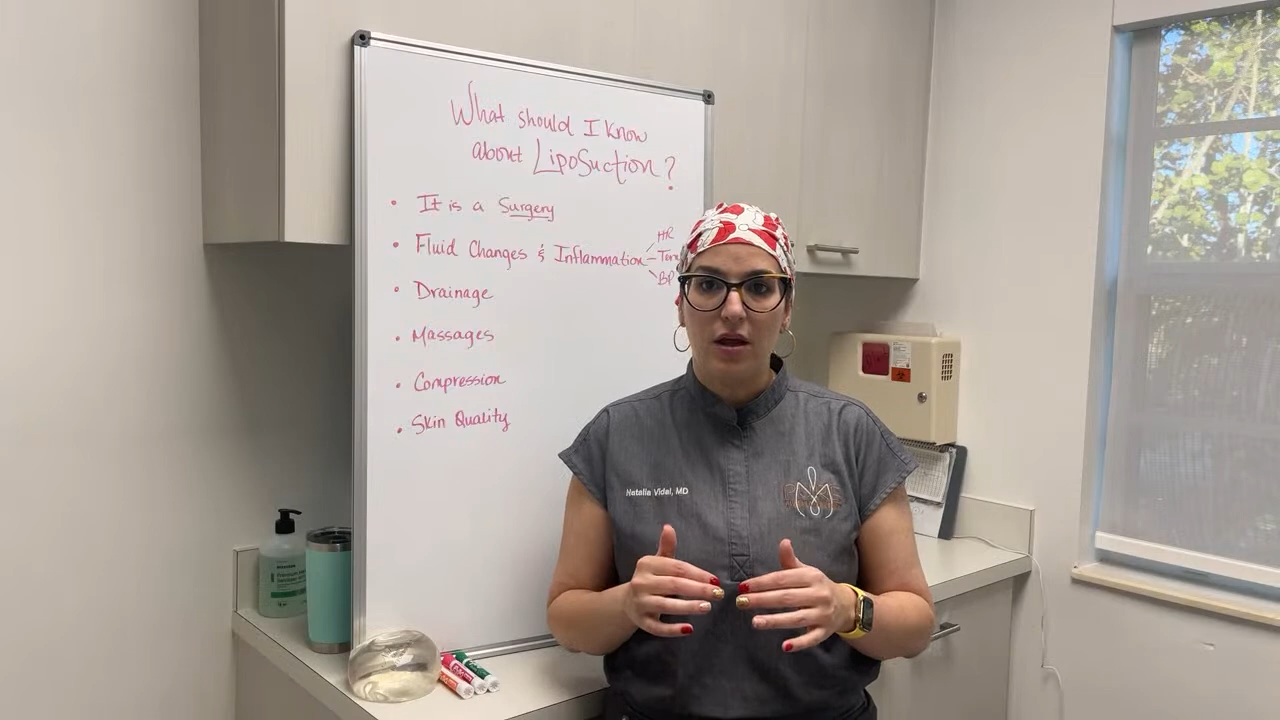 What should I Know
about LipoSuction?
• It is a Surgery
• Fluid Changes & Inflammation
HR
BP
• Drainage
• Massages
• Compression
• Skin Quality
Natalia Vidal, MD